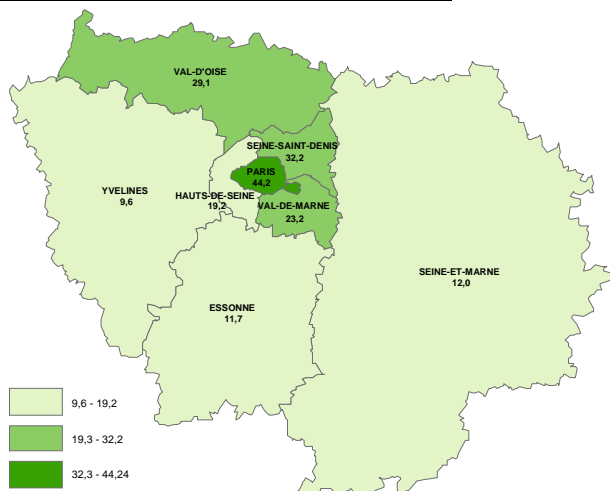 VAL-D'OISE
29,1
SEINE-SAINT-DENIS
32,2
PARIS
44,2
YVELINES
9,6
HAUTS-DE-SEINE
19,2
VAL-DE-MARNE
23,2
SEINE-ET-MARNE
12,0
ESSONNE
11,7
9,6 - 19,2
19,3 - 32,2
32,3 - 44,24